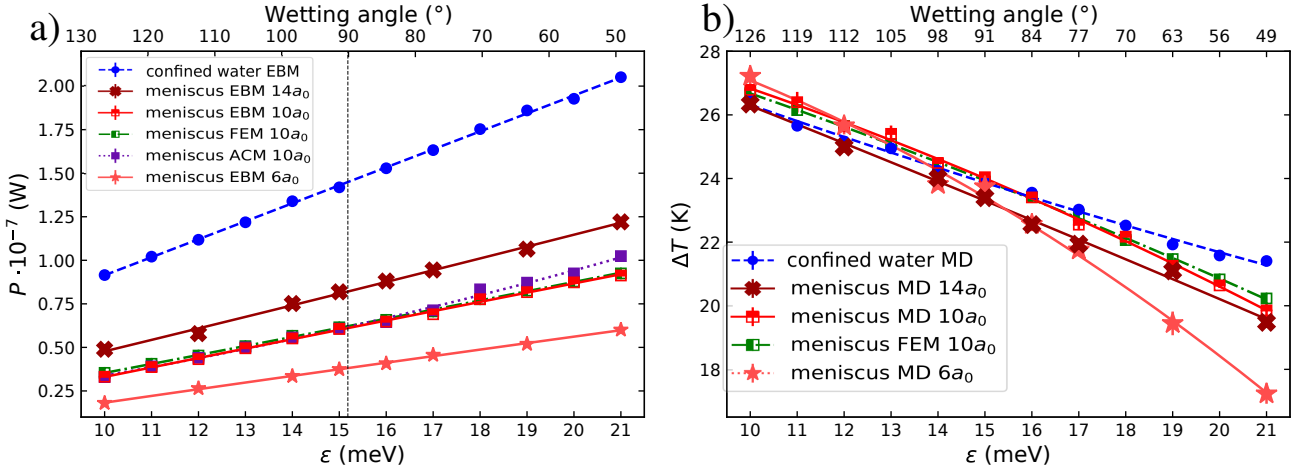 a)
Wetting angle (°)
130 120 110 100 90 80 70 60 50
P ·10⁻⁷ (W)
2.00
1.75
1.50
1.25
1.00
0.75
0.50
0.25
confined water EBM
meniscus EBM 14a₀
meniscus EBM 10a₀
meniscus FEM 10a₀
meniscus ACM 10a₀
meniscus EBM 6a₀
10 11 12 13 14 15 16 17 18 19 20 21
ε (meV)
b)
Wetting angle (°)
126 119 112 105 98 91 84 77 70 63 56 49
ΔT (K)
28
26
24
22
20
18
confined water MD
meniscus MD 14a₀
meniscus MD 10a₀
meniscus FEM 10a₀
meniscus MD 6a₀
10 11 12 13 14 15 16 17 18 19 20 21
ε (meV)